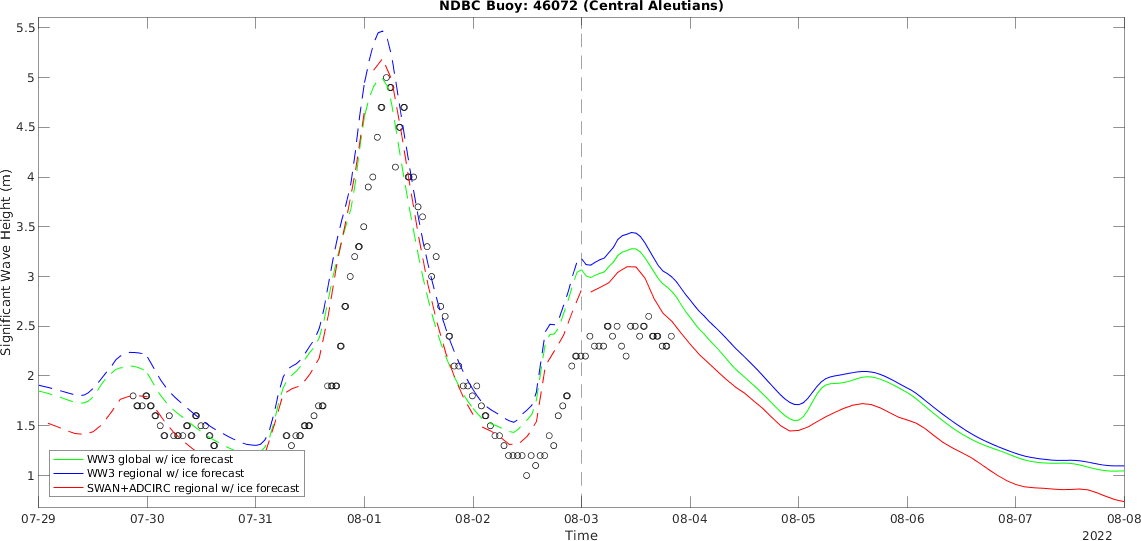 NDBC Buoy: 46072 (Central Aleutians)
5.5
5
4.5
4
3.5
3
2.5
2
1.5
1
Significant Wave Height (m)
WW3 global w/ ice forecast
WW3 regional w/ ice forecast
SWAN+ADCIRC regional w/ ice forecast
07-29 07-30 07-31 08-01 08-02 08-03 08-04 08-05 08-06 08-07 08-08
Time
2022